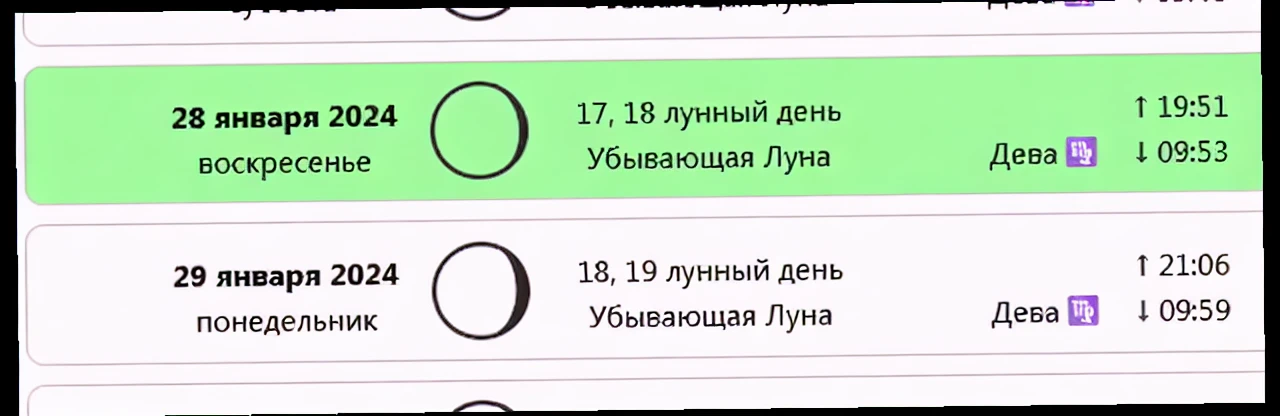 28 января 2024
воскресенье
17, 18 лунный день
Убывающая Луна
Дева ♍
↑ 19:51
↓ 09:53
29 января 2024
понедельник
18, 19 лунный день
Убывающая Луна
Дева ♍
↑ 21:06
↓ 09:59